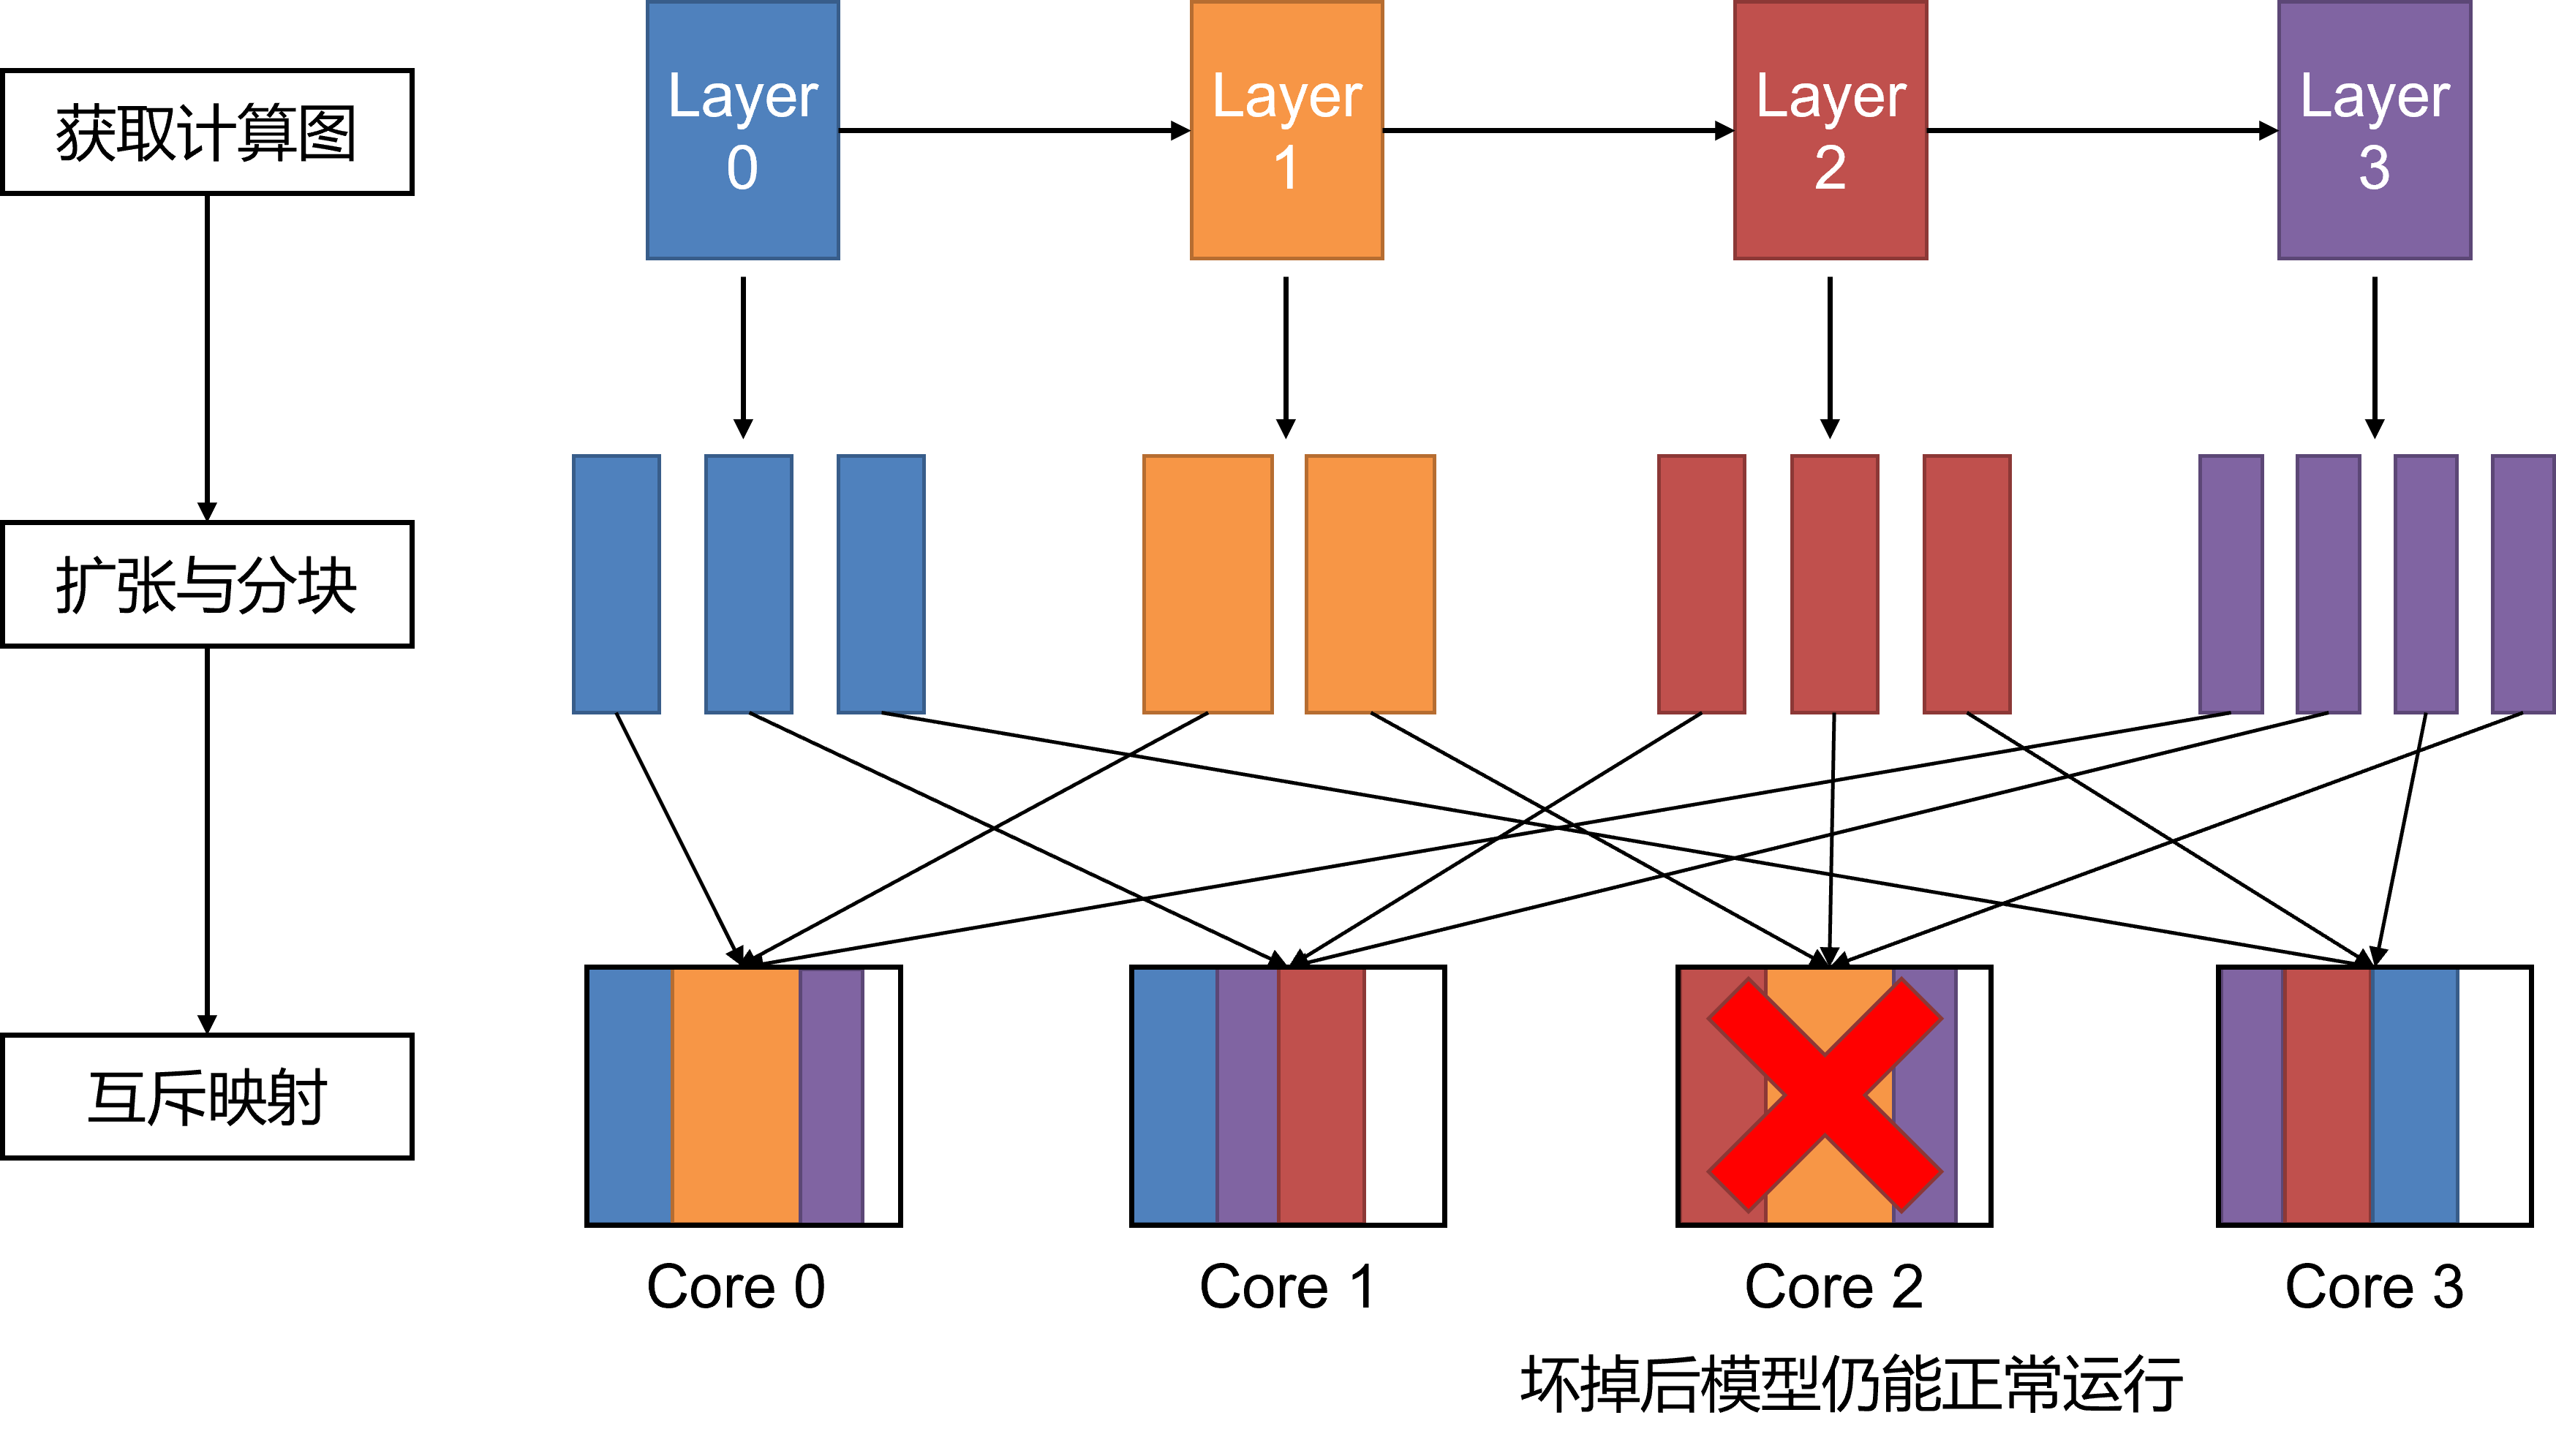 获取计算图
Layer
0
Layer
1
Layer
2
Layer
3
扩张与分块
互斥映射
Core 0
Core 1
Core 2
Core 3
坏掉后模型仍能正常运行